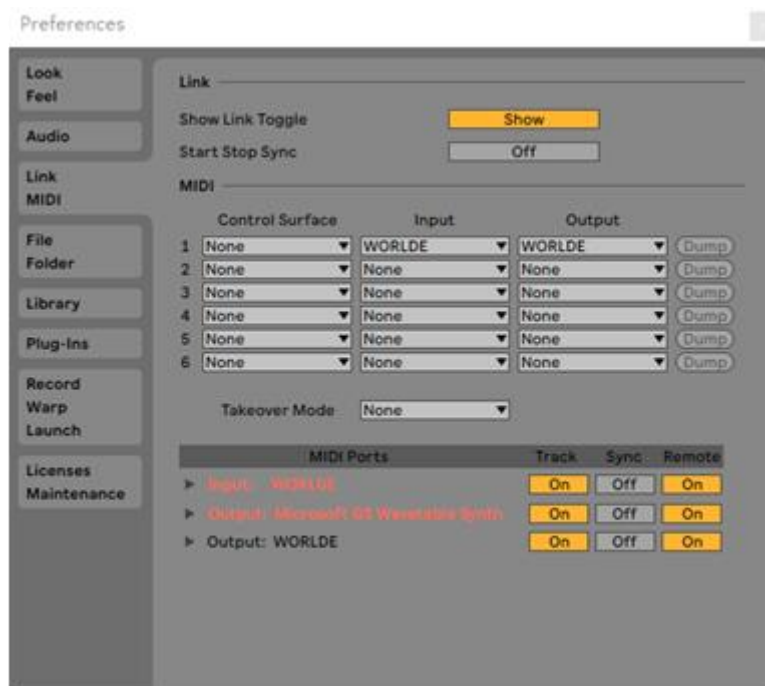 Preferences
Look
Feel
Audio
Link
MIDI
File
Folder
Library
Plug-Ins
Record
Warp
Launch
Licenses
Maintenance
Link
Show Link Toggle Show
Start Stop Sync Off
MIDI
Control Surface Input Output
1 None WORLDE WORLDE Dump
2 None None None Dump
3 None None None Dump
4 None None None Dump
5 None None None Dump
6 None None None Dump
Takeover Mode None
MIDI Ports Track Sync Remote
Input: WORLDE On Off On
Output: Microsoft GS Wavetable Synth On Off On
Output: WORLDE On Off On